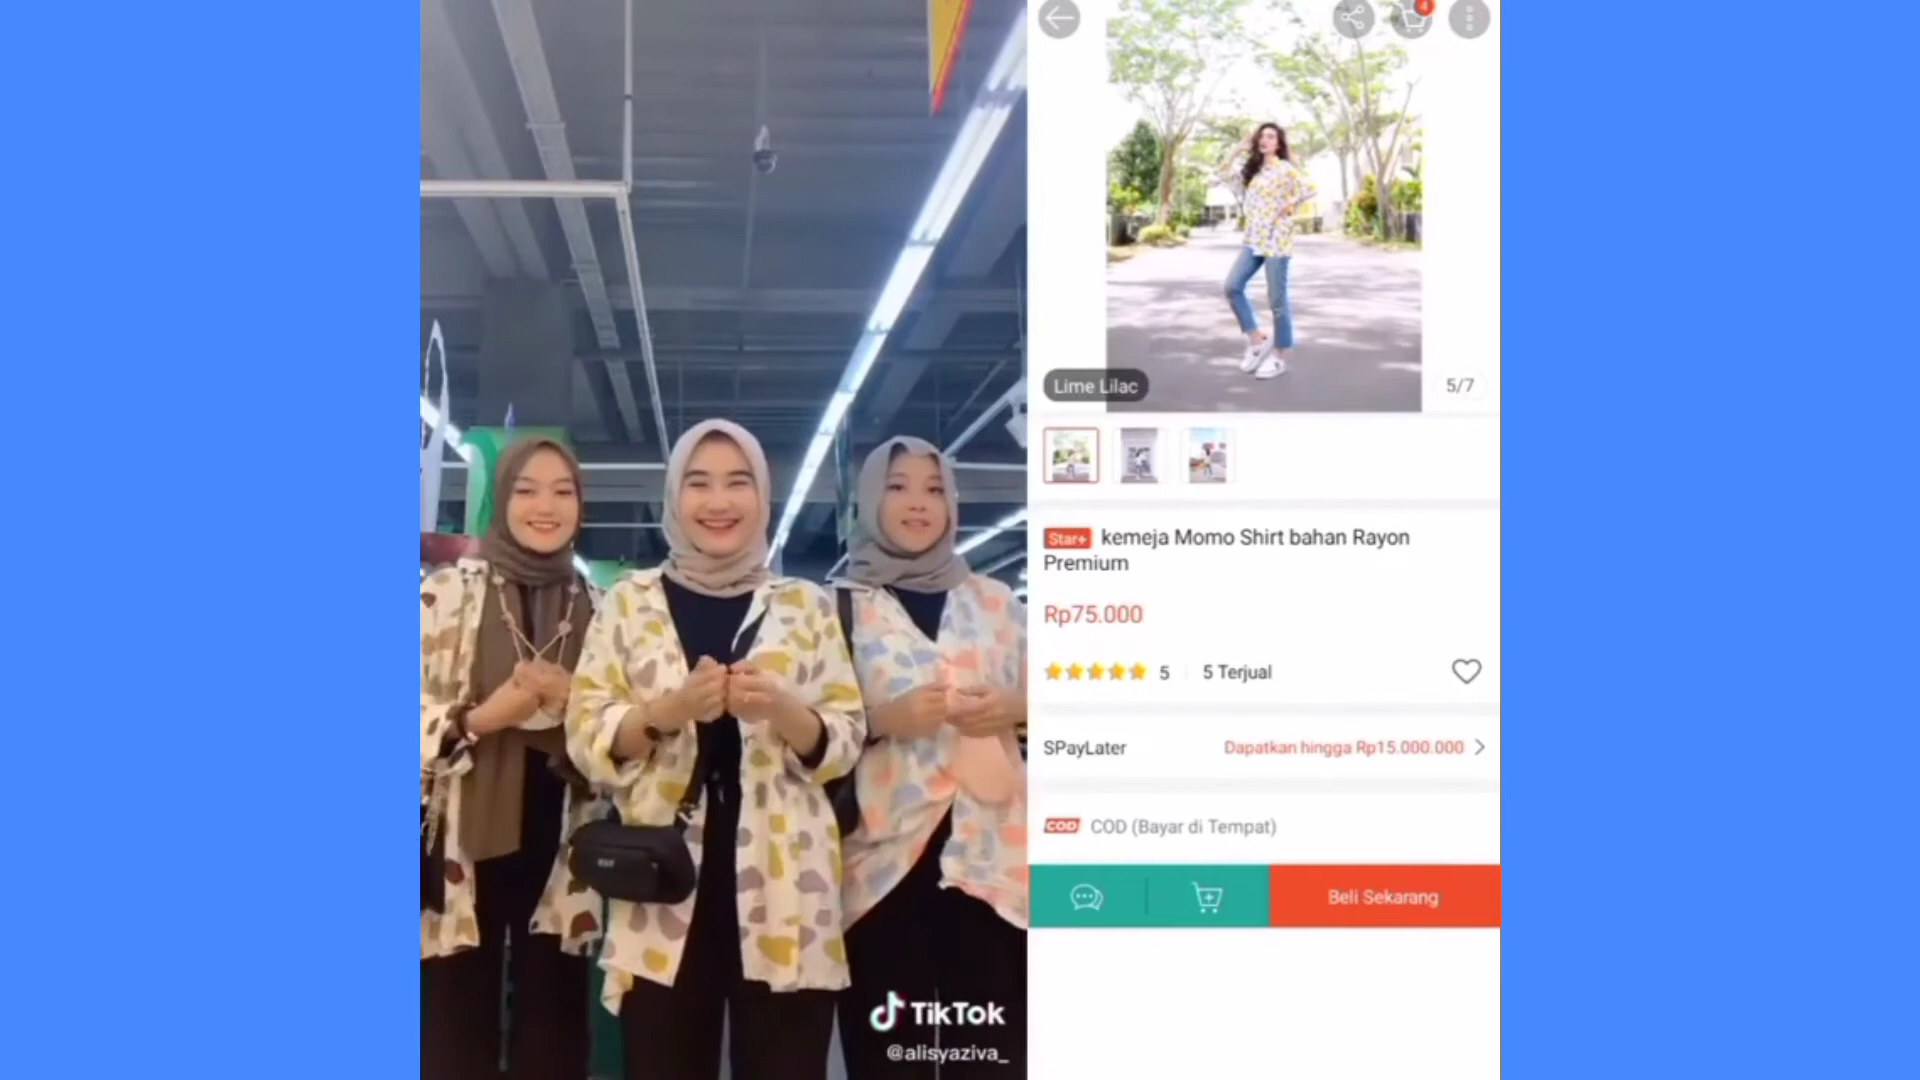 TikTok
@alisyaziva_
4
Lime Lilac
5/7
Star+ kemeja Momo Shirt bahan Rayon
Premium
Rp75.000
5
5 Terjual
SPayLater
Dapatkan hingga Rp15.000.000
COD COD (Bayar di Tempat)
Beli Sekarang